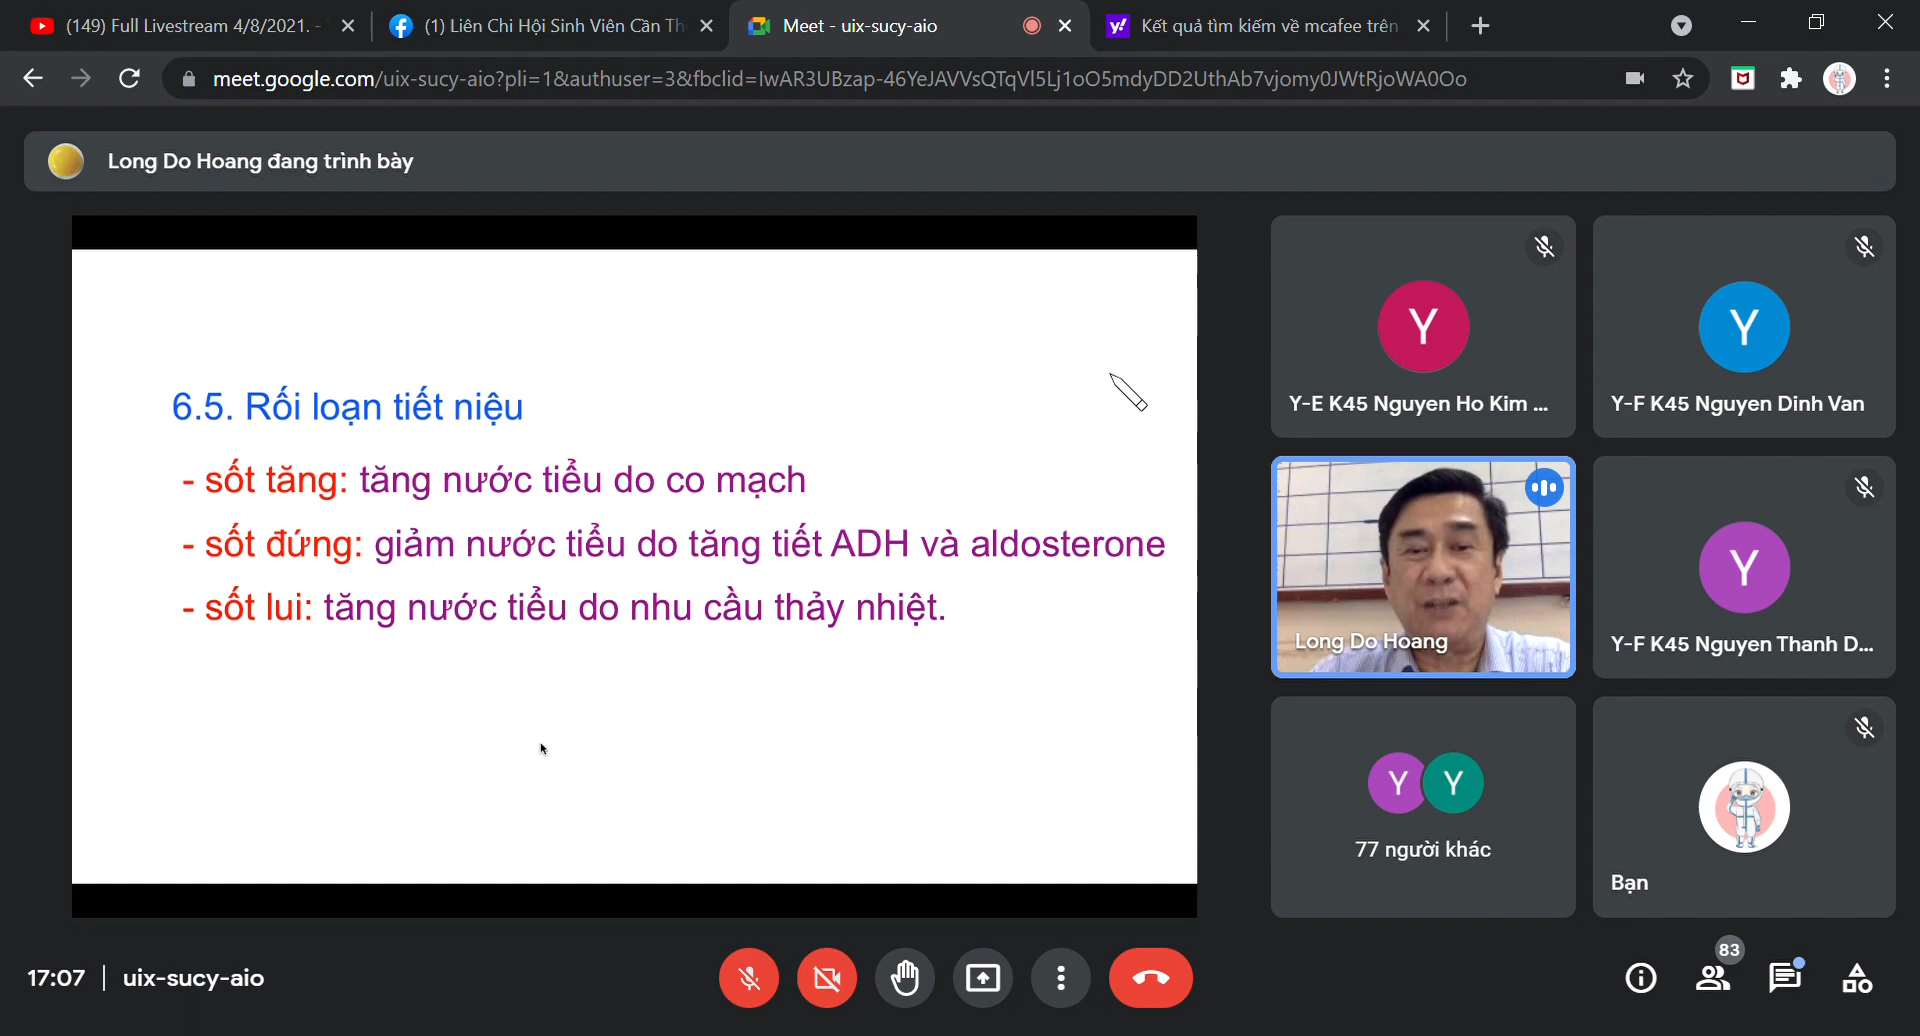 (149) Full Livestream 4/8/2021. -
(1) Liên Chi Hội Sinh Viên Cần Th
Meet - uix-sucy-aio
Kết quả tìm kiếm về mcafee trên
meet.google.com/uix-sucy-aio?pli=1&authuser=3&fbclid=IwAR3UBzap-46YeJAVVsQTqVl5Lj1oO5mdyDD2UthAb7vjomy0JWtRjoWA0Oo
Long Do Hoang đang trình bày
6.5. Rối loạn tiết niệu
- sốt tăng: tăng nước tiểu do co mạch
- sốt đứng: giảm nước tiểu do tăng tiết ADH và aldosterone
- sốt lui: tăng nước tiểu do nhu cầu thảy nhiệt.
Y
Y-E K45 Nguyen Ho Kim ...
Y
Y-F K45 Nguyen Dinh Van
Long Do Hoang
Y
Y-F K45 Nguyen Thanh D...
Y Y
77 người khác
Bạn
17:07 | uix-sucy-aio
83